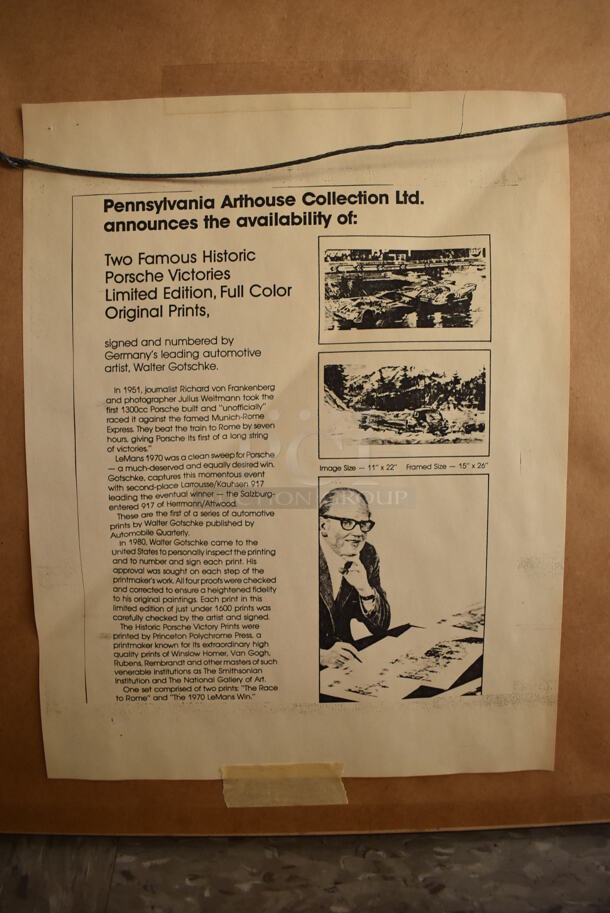 Pennsylvania Arthouse Collection Ltd.
announces the availability of:
Two Famous Historic
Porsche Victories
Limited Edition, Full Color
Original Prints,
signed and numbered by
Germany's leading automotive
artist, Walter Gotschke.
In 1951, journalist Richard von Frankenberg
and photographer Julius Weitmann took the
first 1300cc Porsche built and "unofficially"
raced it against the famed Munich-Rome
Express. They beat the train to Rome by seven
hours, giving Porsche its first of a long string
of victories."
LeMans 1970 was a clean sweep for Porsche
— a much-deserved and equally desired win.
Gotschke, captures this momentous event
with second-place Larrousse/Kauhsen 917
leading the eventual winner — the Salzburg-
entered 917 of Herrmann/Attwood.
These are the first of a series of automotive
prints by Walter Gotschke published by
Automobile Quarterly.
In 1980, Walter Gotschke came to the
United States to personally inspect the printing
and to number and sign each print. His
approval was sought on each step of the
printmaker's work. All four proofs were checked
and corrected to ensure a heightened fidelity
to his original paintings. Each print in this
limited edition of just under 1600 prints was
carefully checked by the artist and signed.
The Historic Porsche Victory Prints were
printed by Princeton Polychrome Press, a
printmaker known for its extraordinary high
quality prints of Winslow Homer, Van Gogh,
Rubens, Rembrandt and other masters of such
venerable institutions as The Smithsonian
Institution and The National Gallery of Art.
One set comprised of two prints: "The Race
to Rome" and "The 1970 LeMans Win."
Image Size — 11" x 22" Framed Size — 15" x 26"
AUCTION GROUP